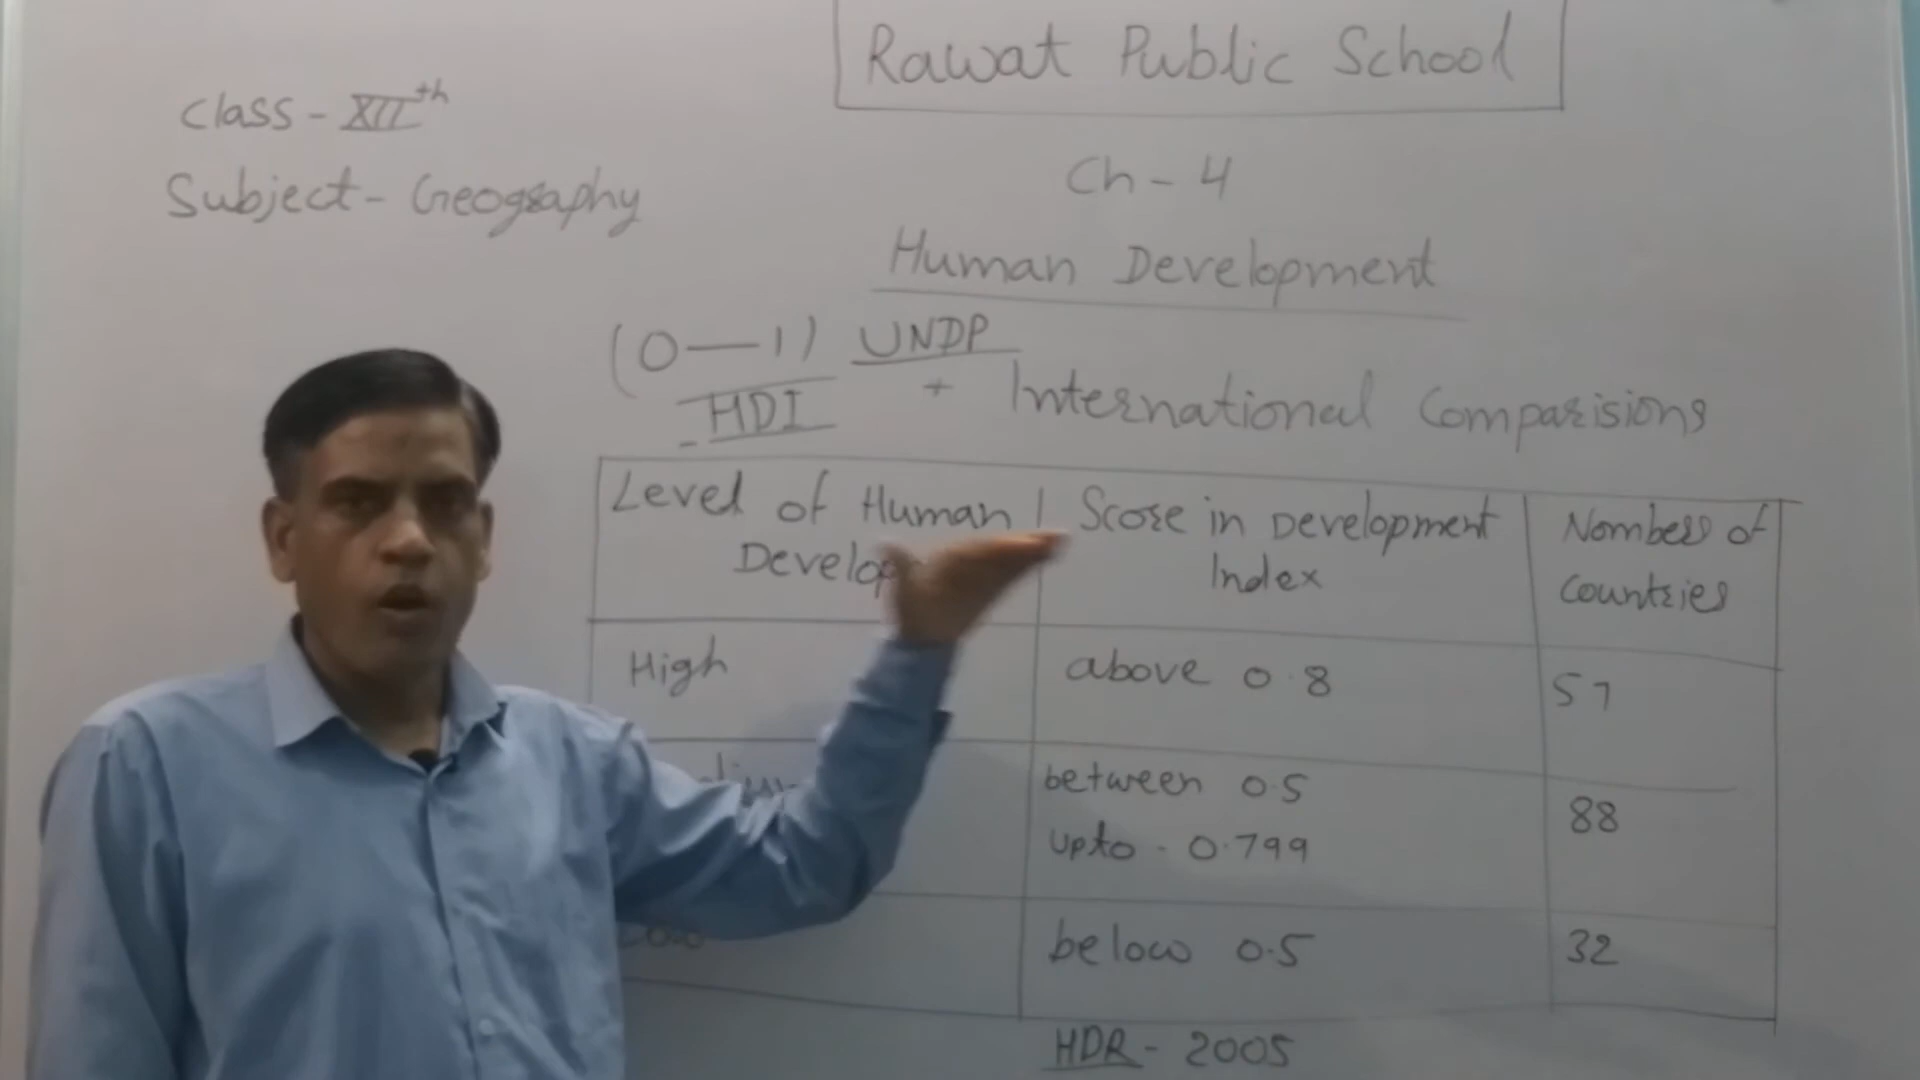 Rawat Public School
Class - XIIth
Subject - Geography
Ch - 4
Human Development
(0—1) UNDP
HDI + International Comparisions
Level of Human
Score in Development Index
Nombers of Countries
High
above 0.8
57
between 0.5
upto - 0.799
88
below 0.5
32
HDR - 2005